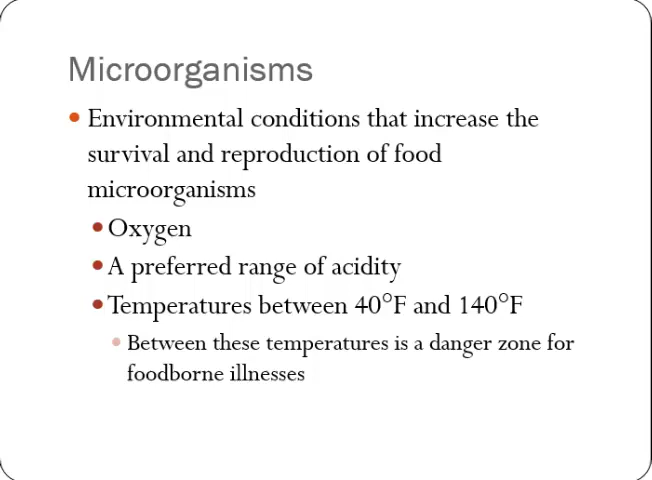 Microorganisms
• Environmental conditions that increase the
survival and reproduction of food
microorganisms
• Oxygen
• A preferred range of acidity
• Temperatures between 40°F and 140°F
• Between these temperatures is a danger zone for
foodborne illnesses